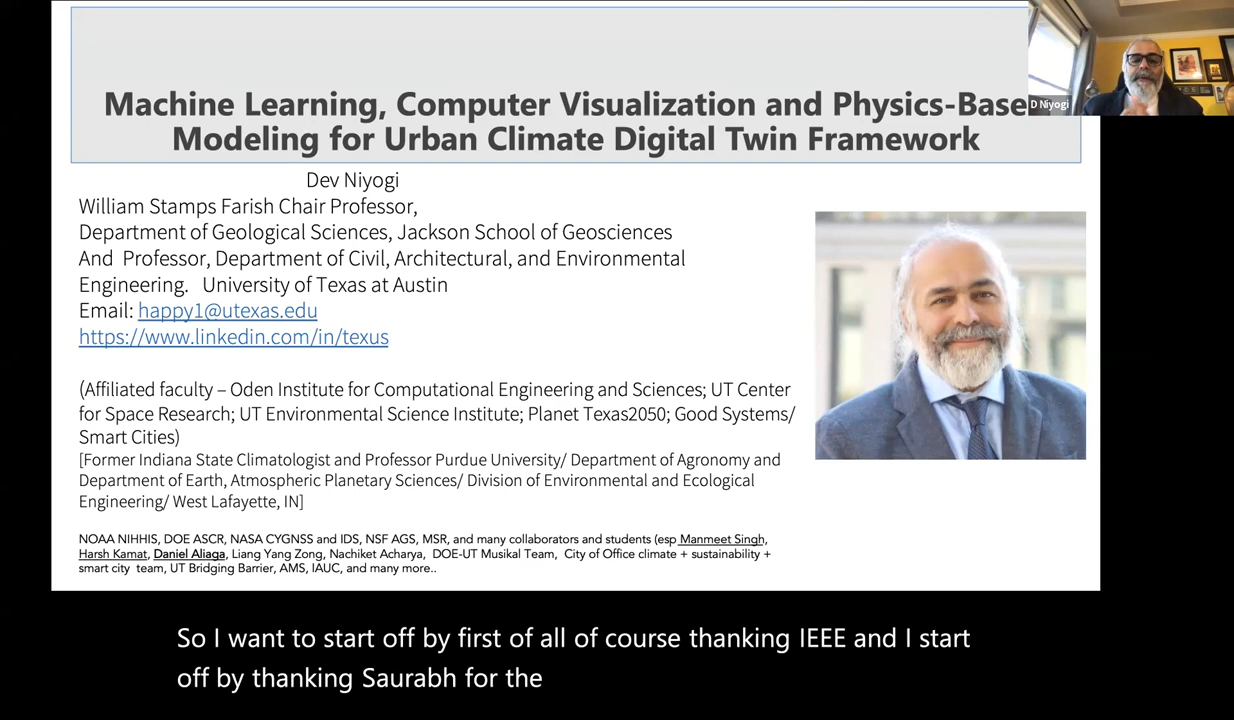 Machine Learning, Computer Visualization and Physics-Base
Modeling for Urban Climate Digital Twin Framework
D Niyogi
Dev Niyogi
William Stamps Farish Chair Professor,
Department of Geological Sciences, Jackson School of Geosciences
And Professor, Department of Civil, Architectural, and Environmental
Engineering. University of Texas at Austin
Email: happy1@utexas.edu
https://www.linkedin.com/in/texus
(Affiliated faculty – Oden Institute for Computational Engineering and Sciences; UT Center
for Space Research; UT Environmental Science Institute; Planet Texas2050; Good Systems/
Smart Cities)
[Former Indiana State Climatologist and Professor Purdue University/ Department of Agronomy and
Department of Earth, Atmospheric Planetary Sciences/ Division of Environmental and Ecological
Engineering/ West Lafayette, IN]
NOAA NIHHIS, DOE ASCR, NASA CYGNSS and IDS, NSF AGS, MSR, and many collaborators and students (esp Manmeet Singh,
Harsh Kamat, Daniel Aliaga, Liang Yang Zong, Nachiket Acharya, DOE-UT Musikal Team, City of Office climate + sustainability +
smart city team, UT Bridging Barrier, AMS, IAUC, and many more..
So I want to start off by first of all of course thanking IEEE and I start
off by thanking Saurabh for the